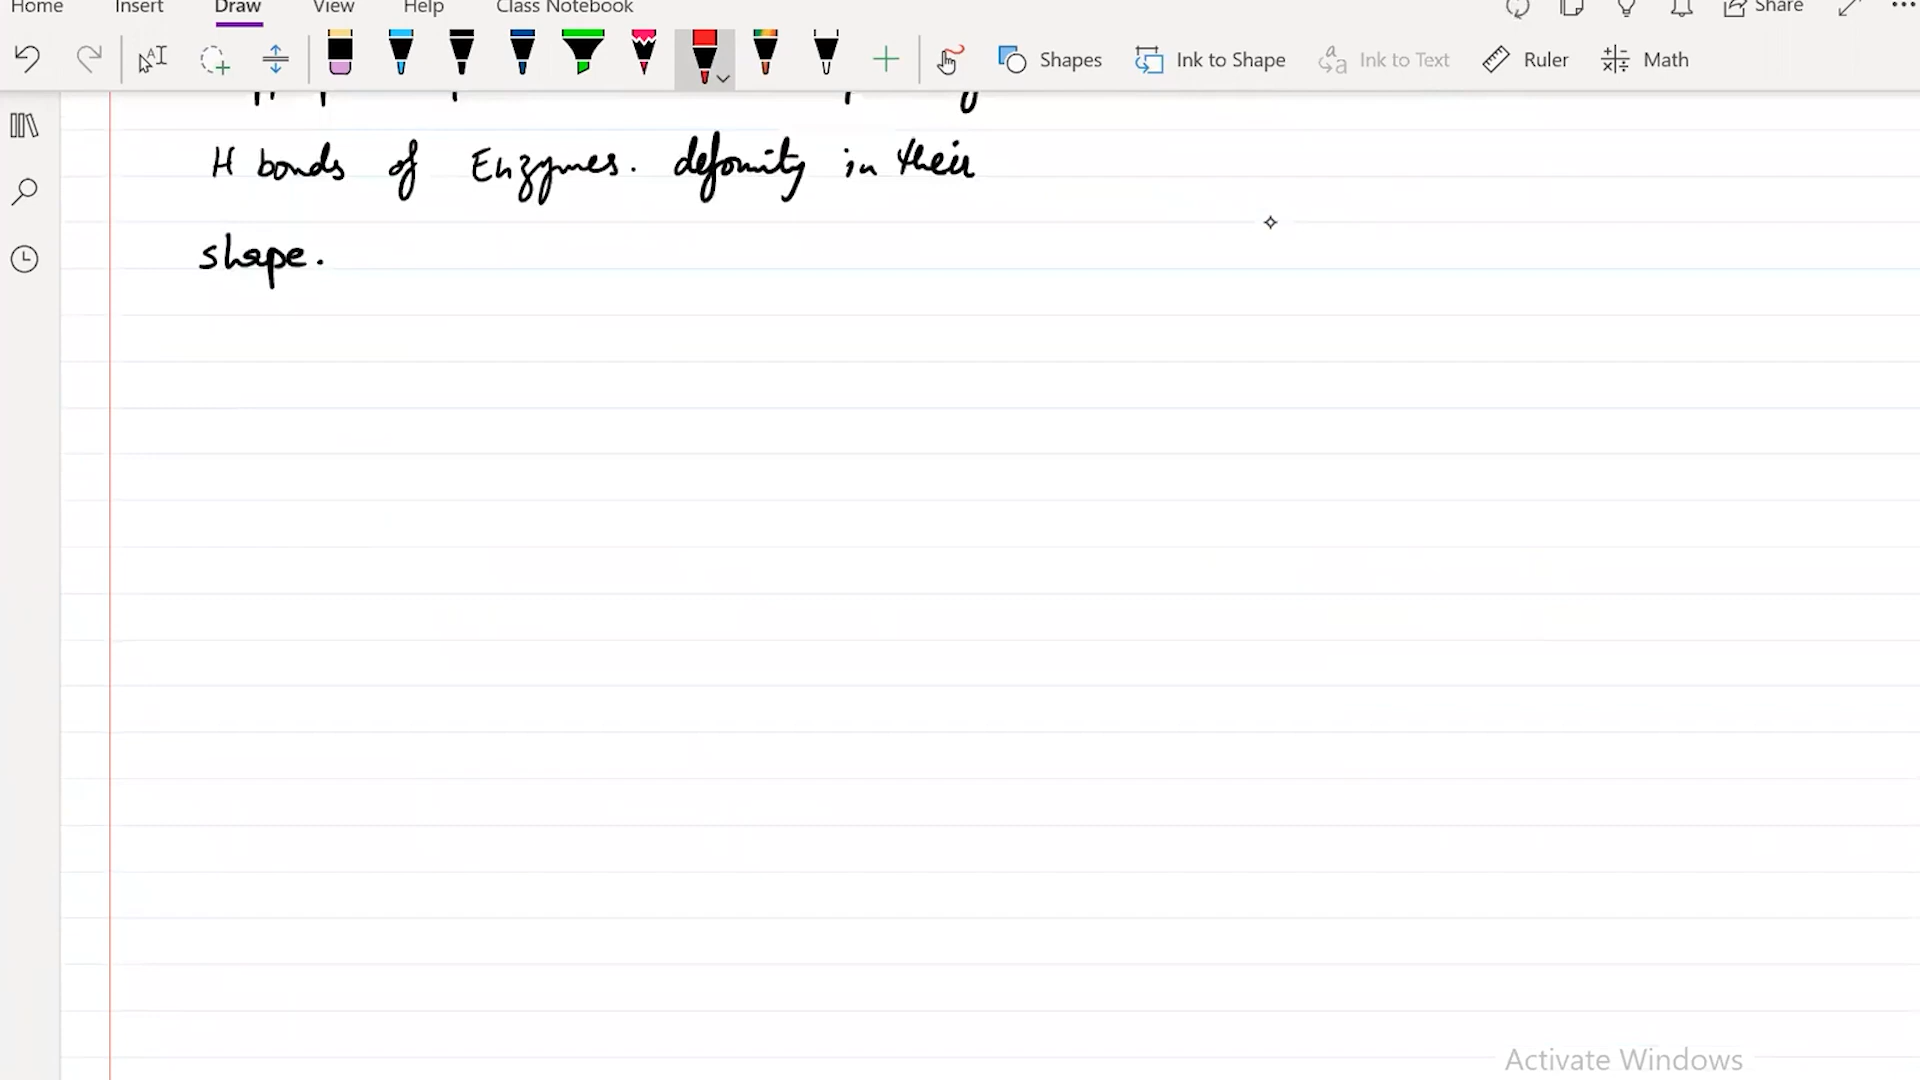 Home Insert Draw View Help Class Notebook Share
Shapes Ink to Shape Ink to Text Ruler Math
H bonds of Enzymes. defomity in their
shape.
Activate Windows